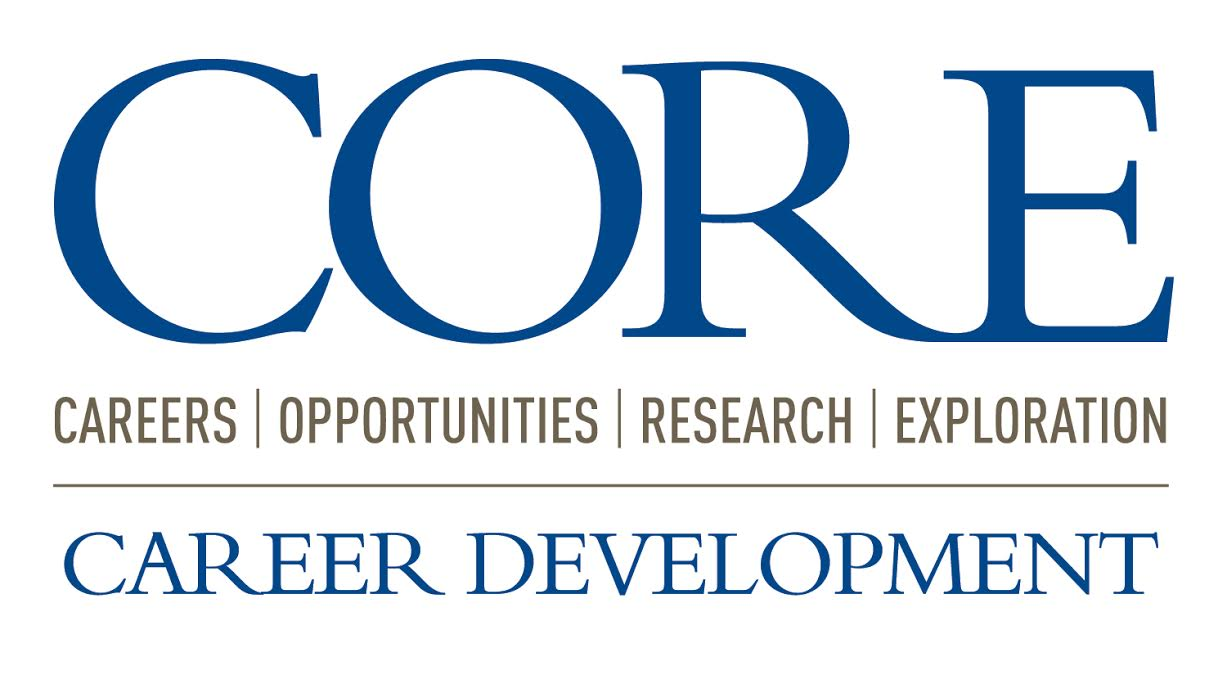 CORE
CAREERS | OPPORTUNITIES | RESEARCH | EXPLORATION
CAREER DEVELOPMENT